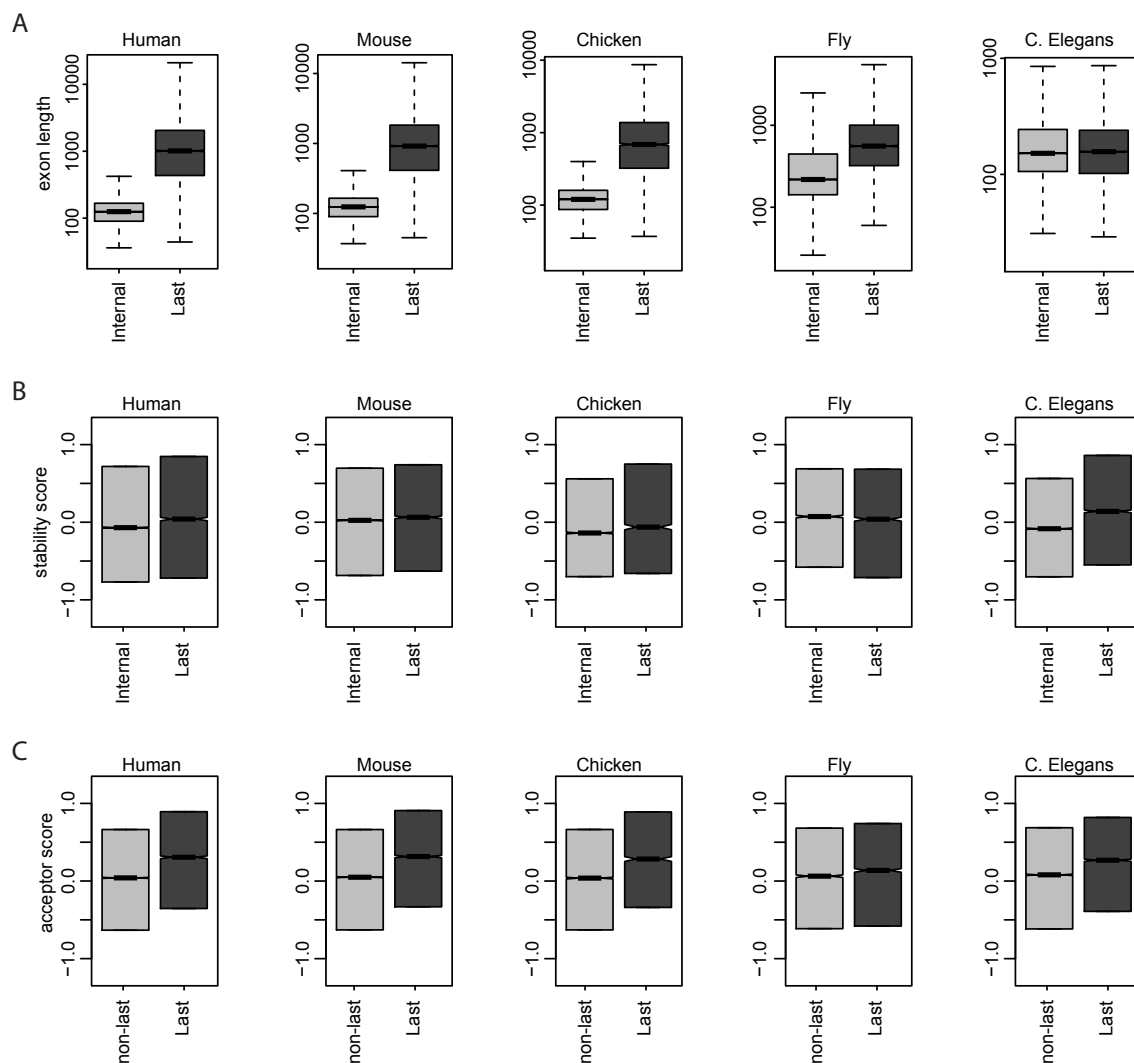 A
Human
Mouse
Chicken
Fly
C. Elegans
exon length
100
1000
10000
100
1000
10000
100
1000
10000
100
1000
100
1000
Internal
Last
Internal
Last
Internal
Last
Internal
Last
Internal
Last
B
Human
Mouse
Chicken
Fly
C. Elegans
stability score
−1.0
0.0
1.0
−1.0
0.0
1.0
−1.0
0.0
1.0
−1.0
0.0
1.0
−1.0
0.0
1.0
Internal
Last
Internal
Last
Internal
Last
Internal
Last
Internal
Last
C
Human
Mouse
Chicken
Fly
C. Elegans
acceptor score
−1.0
0.0
1.0
−1.0
0.0
1.0
−1.0
0.0
1.0
−1.0
0.0
1.0
−1.0
0.0
1.0
non-last
Last
non-last
Last
non-last
Last
non-last
Last
non-last
Last